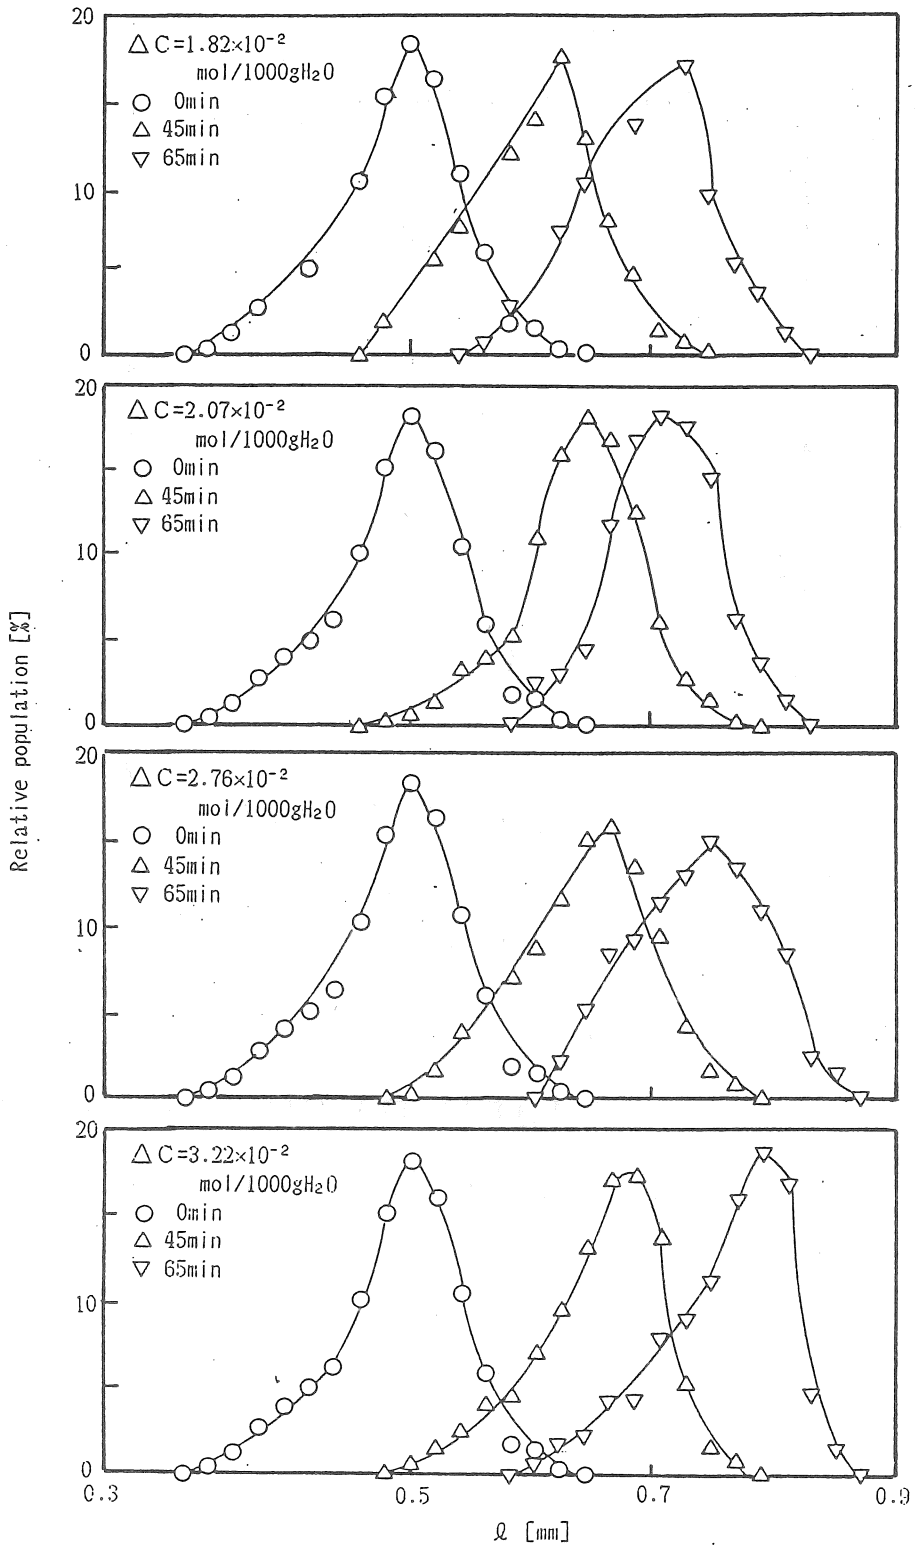 20
△C=1.82×10⁻²
mol/1000gH₂O
○ 0min
△ 45min
▽ 65min
10
0
20
△C=2.07×10⁻²
mol/1000gH₂O
○ 0min
△ 45min
▽ 65min
10
0
Relative population [%]
20
△C=2.76×10⁻²
mol/1000gH₂O
○ 0min
△ 45min
▽ 65min
10
0
20
△C=3.22×10⁻²
mol/1000gH₂O
○ 0min
△ 45min
▽ 65min
10
0
0.3 0.5 0.7 0.9
ℓ [mm]